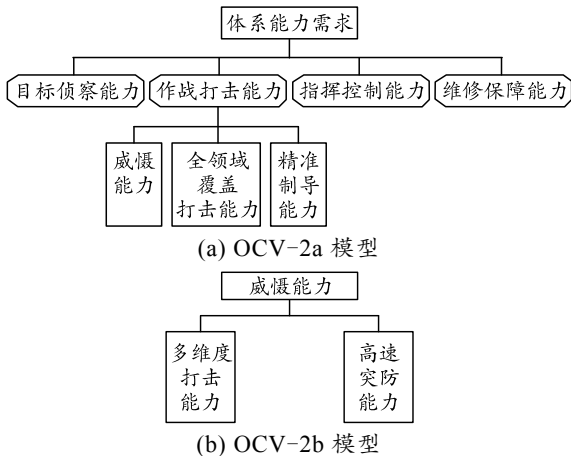 体系能力需求
目标侦察能力 作战打击能力 指挥控制能力 维修保障能力
威慑
能力
全领域
覆盖
打击能力
精准
制导
能力
(a) OCV-2a 模型
威慑能力
多维度
打击
能力
高速
突防
能力
(b) OCV-2b 模型